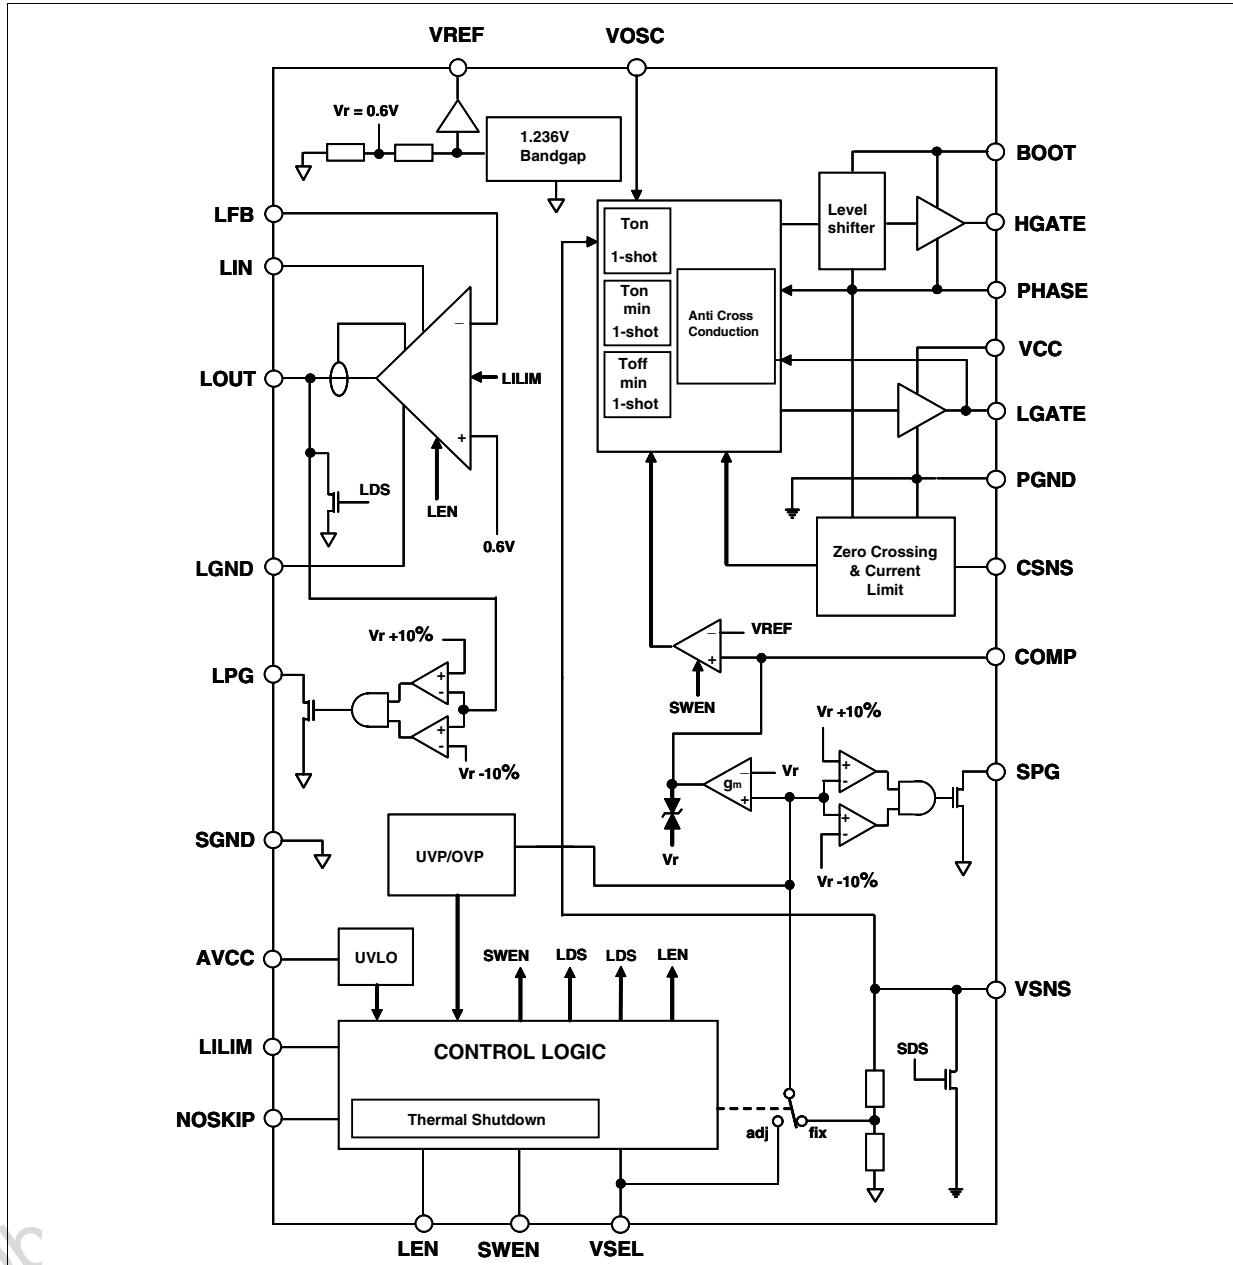 VREF
VOSC
Vr = 0.6V
1.236V
Bandgap
BOOT
LFB
Ton
1-shot
Level
shifter
HGATE
LIN
Ton
min
1-shot
Anti Cross
Conduction
PHASE
VCC
LOUT
LILIM
Toff
min
1-shot
LGATE
+
LDS
LEN
PGND
0.6V
LGND
Zero Crossing
& Current
Limit
CSNS
Vr +10%
VREF
+
COMP
LPG
+
-
SWEN
+
-
Vr -10%
Vr +10%
Vr
gm
+
+
-
SPG
+
-
SGND
UVP/OVP
Vr
Vr -10%
AVCC
UVLO
SWEN
LDS
LDS
LEN
VSNS
LILIM
CONTROL LOGIC
SDS
NOSKIP
Thermal Shutdown
adj
fix
LEN
SWEN
VSEL